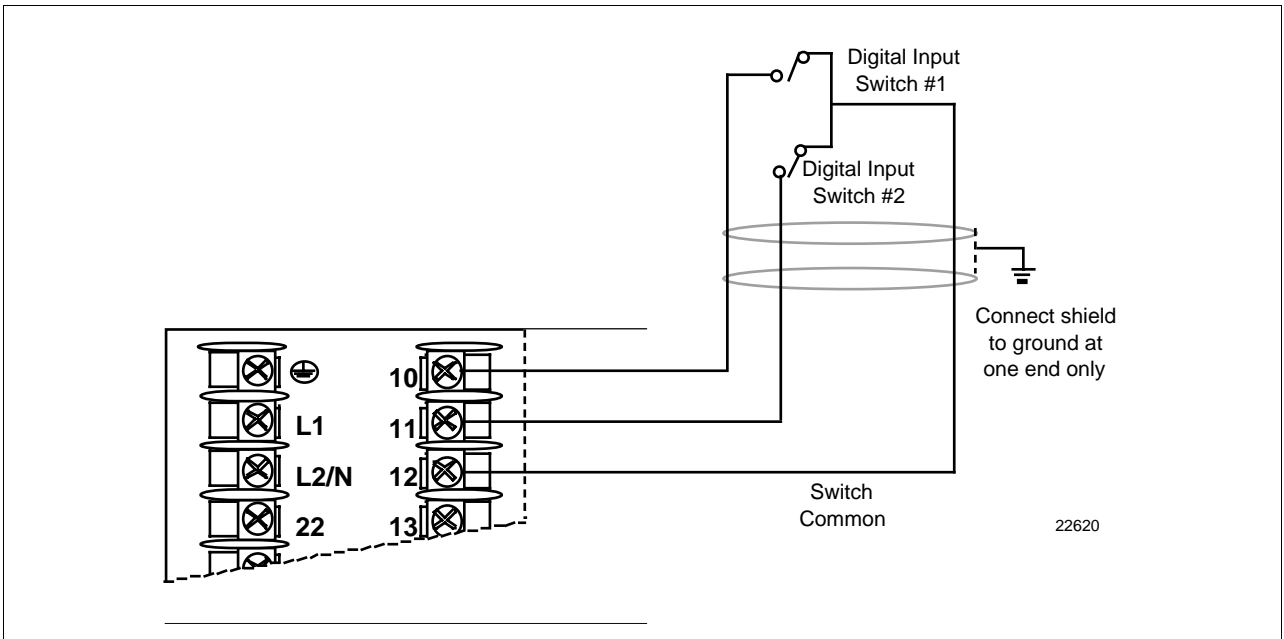 Digital Input
Switch #1
Digital Input
Switch #2
Connect shield
to ground at
one end only
10
L1
11
L2/N
12
22
13
Switch
Common
22620